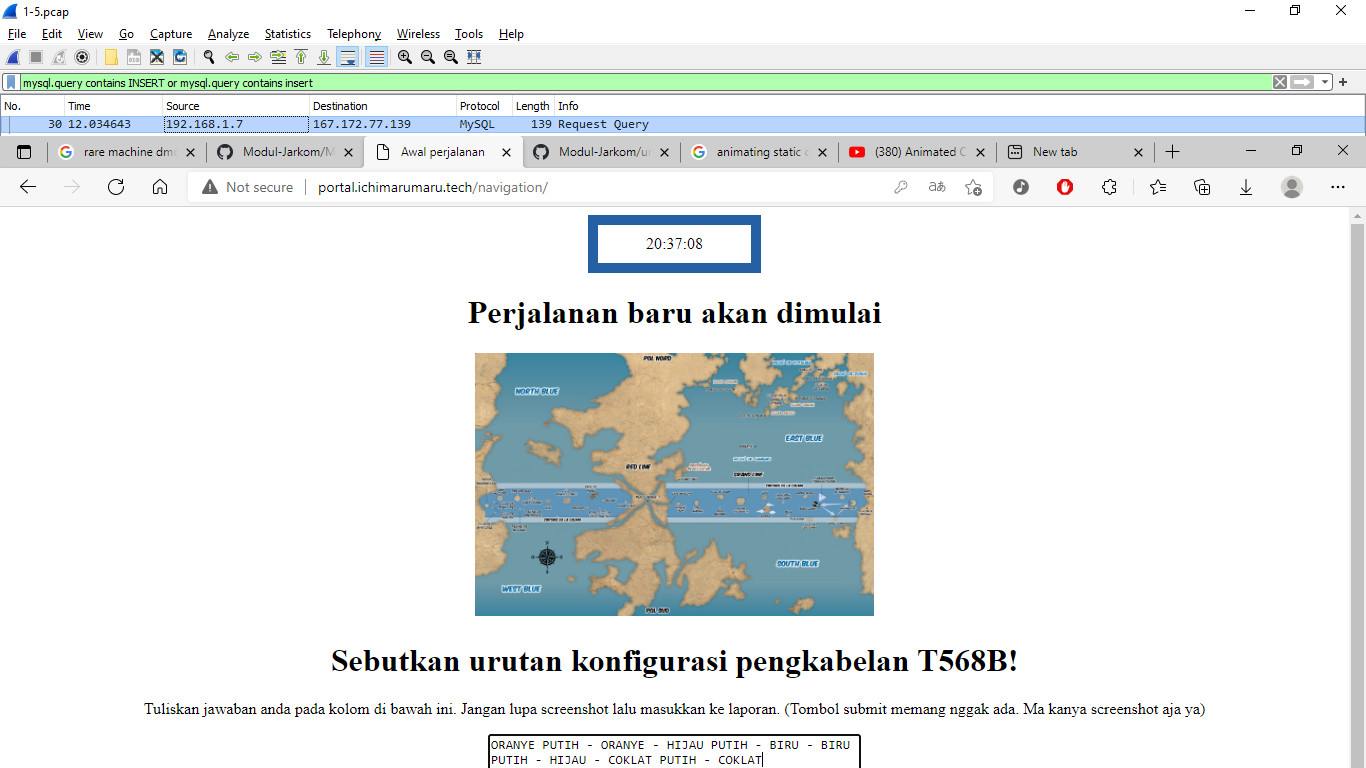 1-5.pcap
File Edit View Go Capture Analyze Statistics Telephony Wireless Tools Help
mysql.query contains INSERT or mysql.query contains insert
No. Time Source Destination Protocol Length Info
30 12.034643 192.168.1.7 167.172.77.139 MySQL 139 Request Query
rare machine dm Modul-Jarkom/M Awal perjalanan Modul-Jarkom/u animating static (380) Animated New tab
Not secure portal.ichimarumaru.tech/navigation/
20:37:08
Perjalanan baru akan dimulai
POL NORD
NORTH BLUE
EAST BLUE
RED LINE
GRAND LINE
SOUTH BLUE
WEST BLUE
POL SUD
Sebutkan urutan konfigurasi pengkabelan T568B!
Tuliskan jawaban anda pada kolom di bawah ini. Jangan lupa screenshot lalu masukkan ke laporan. (Tombol submit memang nggak ada. Ma kanya screenshot aja ya)
ORANYE PUTIH - ORANYE - HIJAU PUTIH - BIRU - BIRU
PUTIH - HIJAU - COKLAT PUTIH - COKLAT